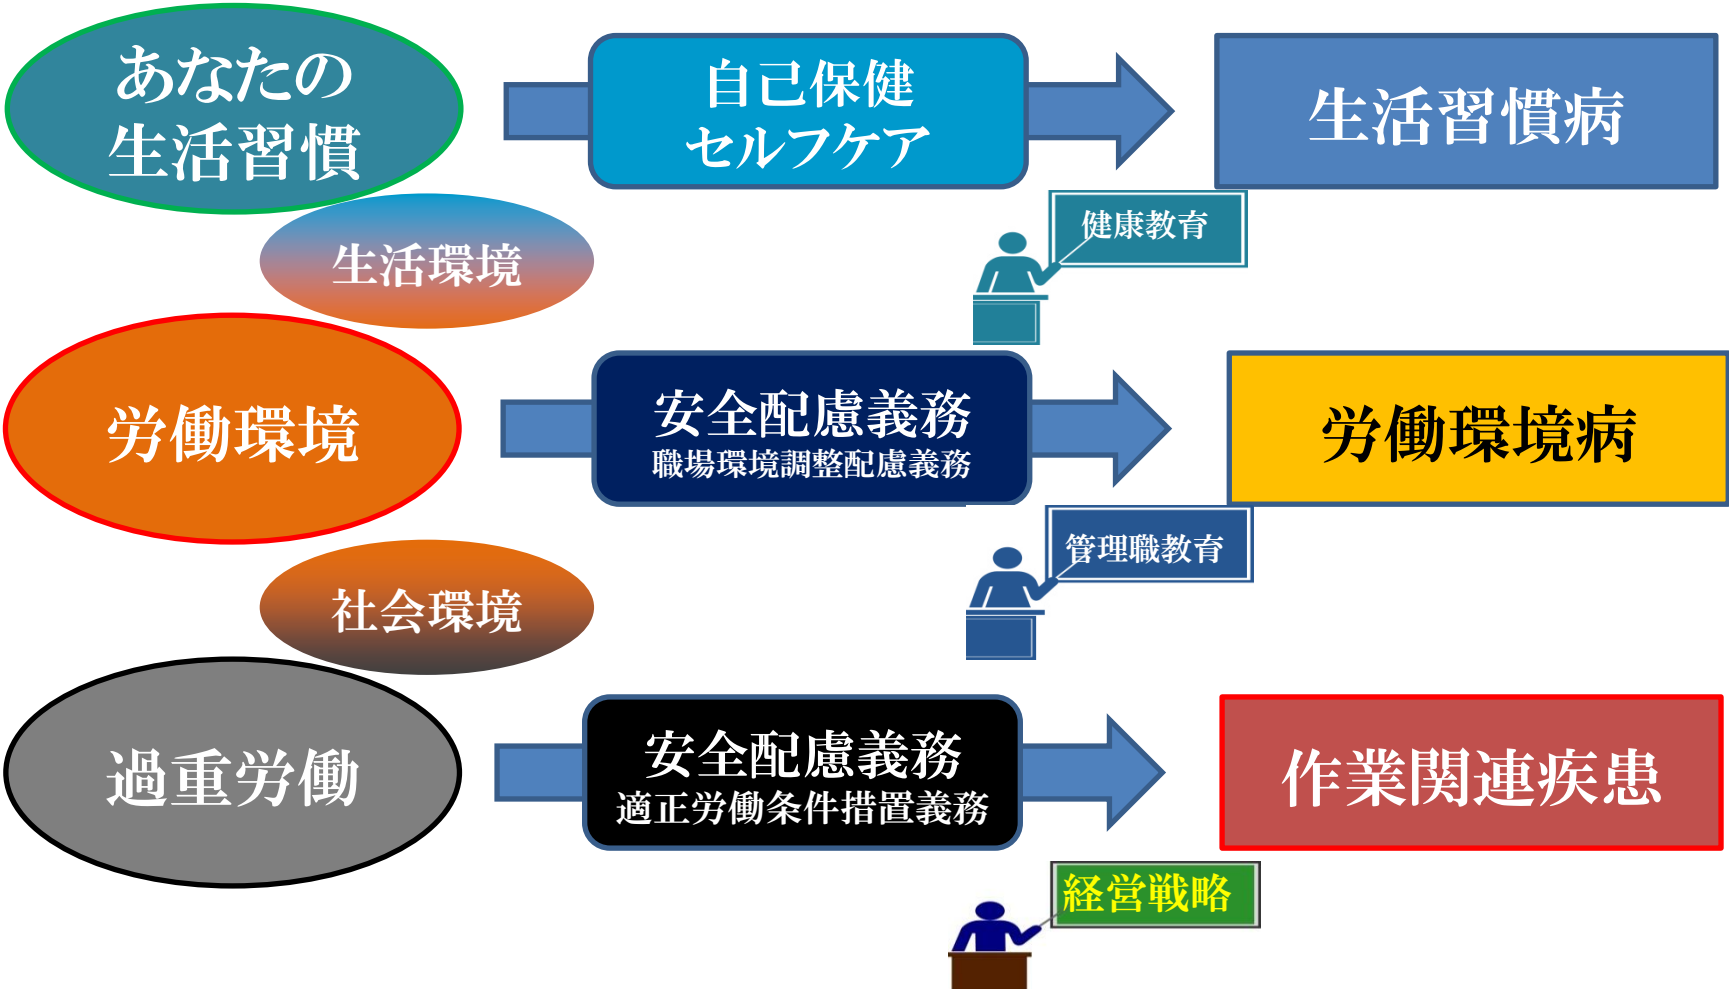 あなたの
生活習慣
自己保健
セルフケア
生活習慣病
生活環境
健康教育
労働環境
安全配慮義務
職場環境調整配慮義務
労働環境病
管理職教育
社会環境
過重労働
安全配慮義務
適正労働条件措置義務
作業関連疾患
経営戦略